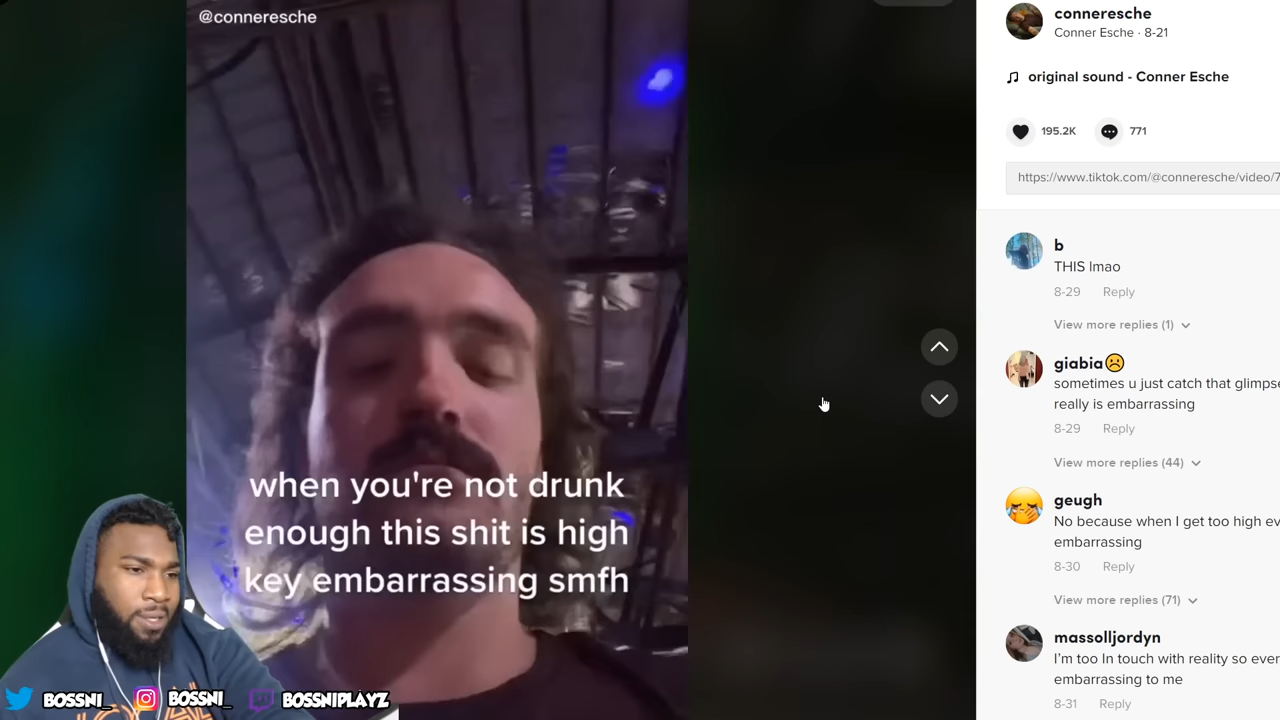 @conneresche
when you're not drunk
enough this shit is high
key embarrassing smfh
BOSSNI_
BOSSNI_
BOSSNIPLAYZ
conneresche
Conner Esche · 8-21
original sound - Conner Esche
195.2K
771
https://www.tiktok.com/@conneresche/video/7
b
THIS lmao
8-29 Reply
View more replies (1)
giabia☹️
sometimes u just catch that glimpse
really is embarrassing
8-29 Reply
View more replies (44)
geugh
No because when I get too high ev
embarrassing
8-30 Reply
View more replies (71)
massolljordyn
I'm too In touch with reality so ever
embarrassing to me
8-31 Reply